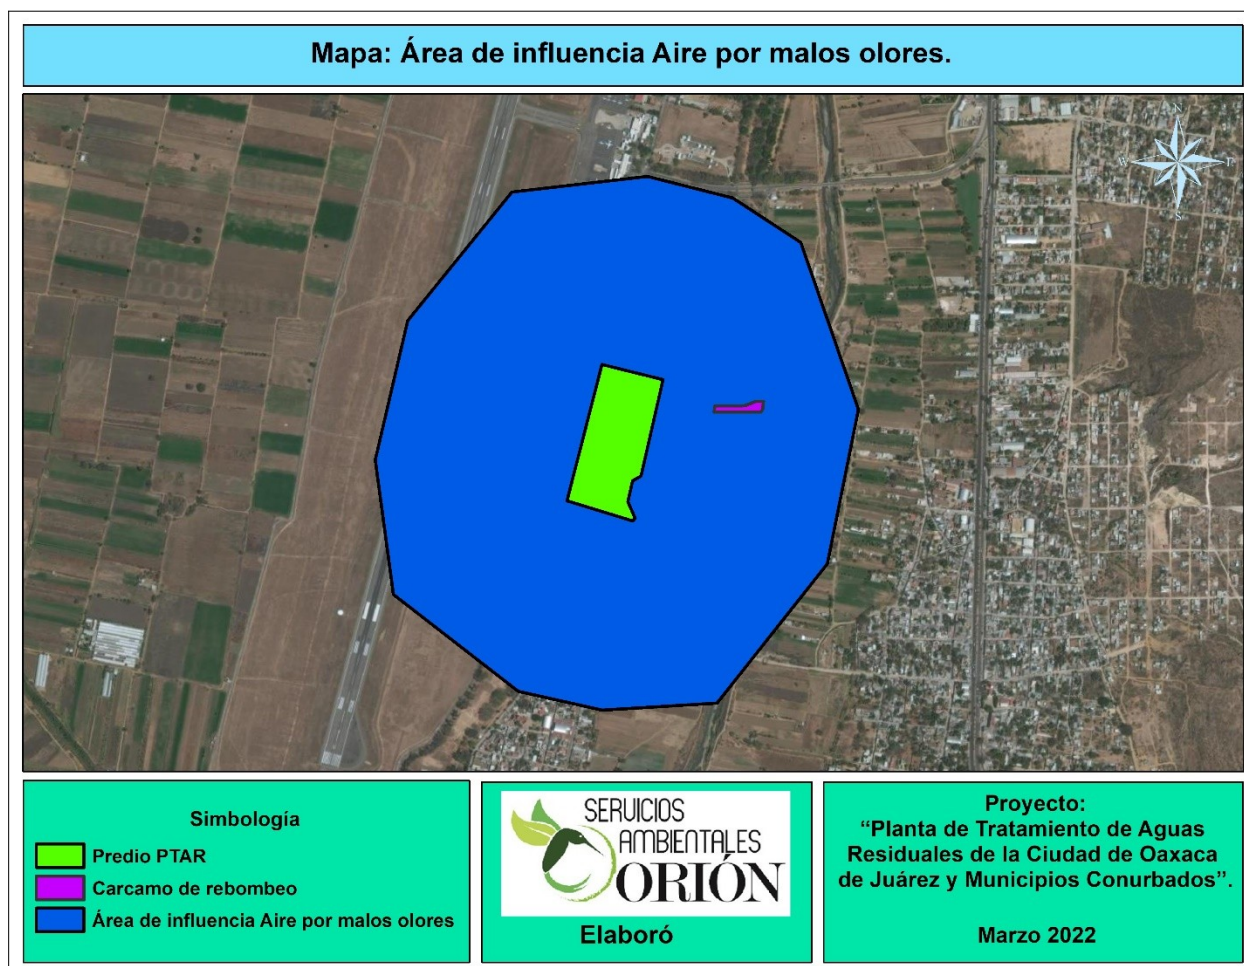 Mapa: Área de influencia Aire por malos olores.
N
W
E
S
Simbología
Predio PTAR
Carcamo de rebombeo
Área de influencia Aire por malos olores
SERVICIOS
AMBIENTALES
ORIÓN
Elaboró
Proyecto:
“Planta de Tratamiento de Aguas
Residuales de la Ciudad de Oaxaca
de Juárez y Municipios Conurbados”.
Marzo 2022